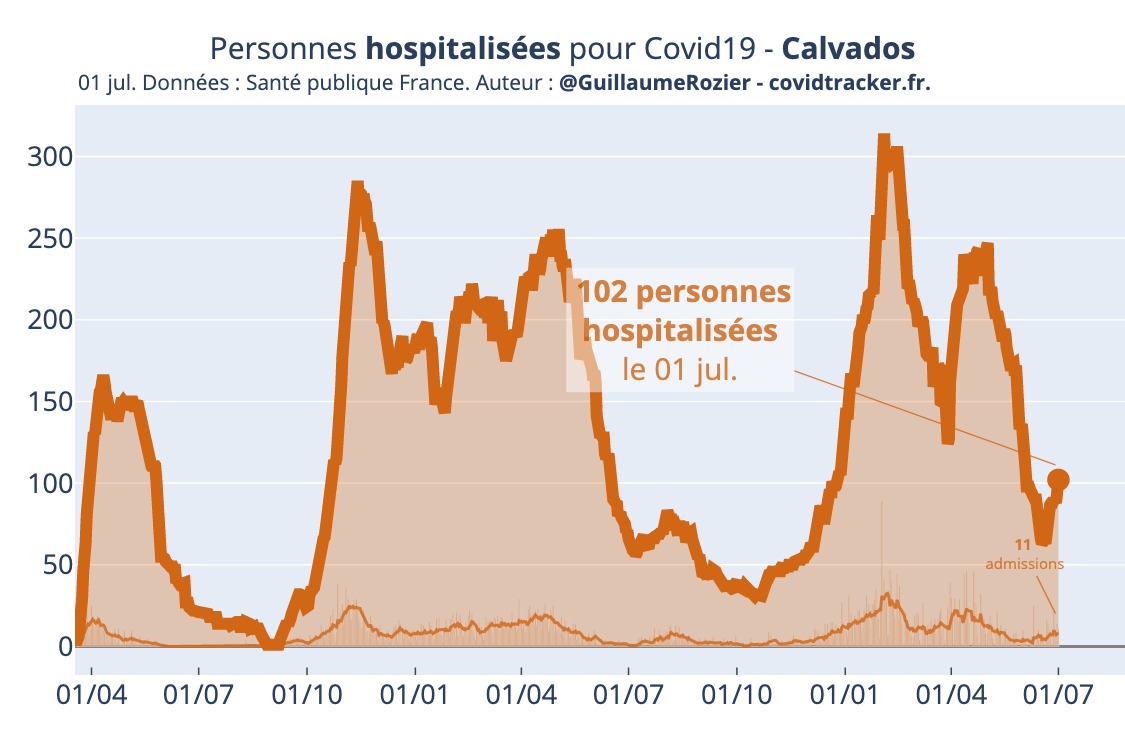 Personnes hospitalisées pour Covid19 - Calvados
01 jul. Données : Santé publique France. Auteur : @GuillaumeRozier - covidtracker.fr.
300
250
200
150
100
50
0
102 personnes
hospitalisées
le 01 jul.
11
admissions
01/04 01/07 01/10 01/01 01/04 01/07 01/10 01/01 01/04 01/07